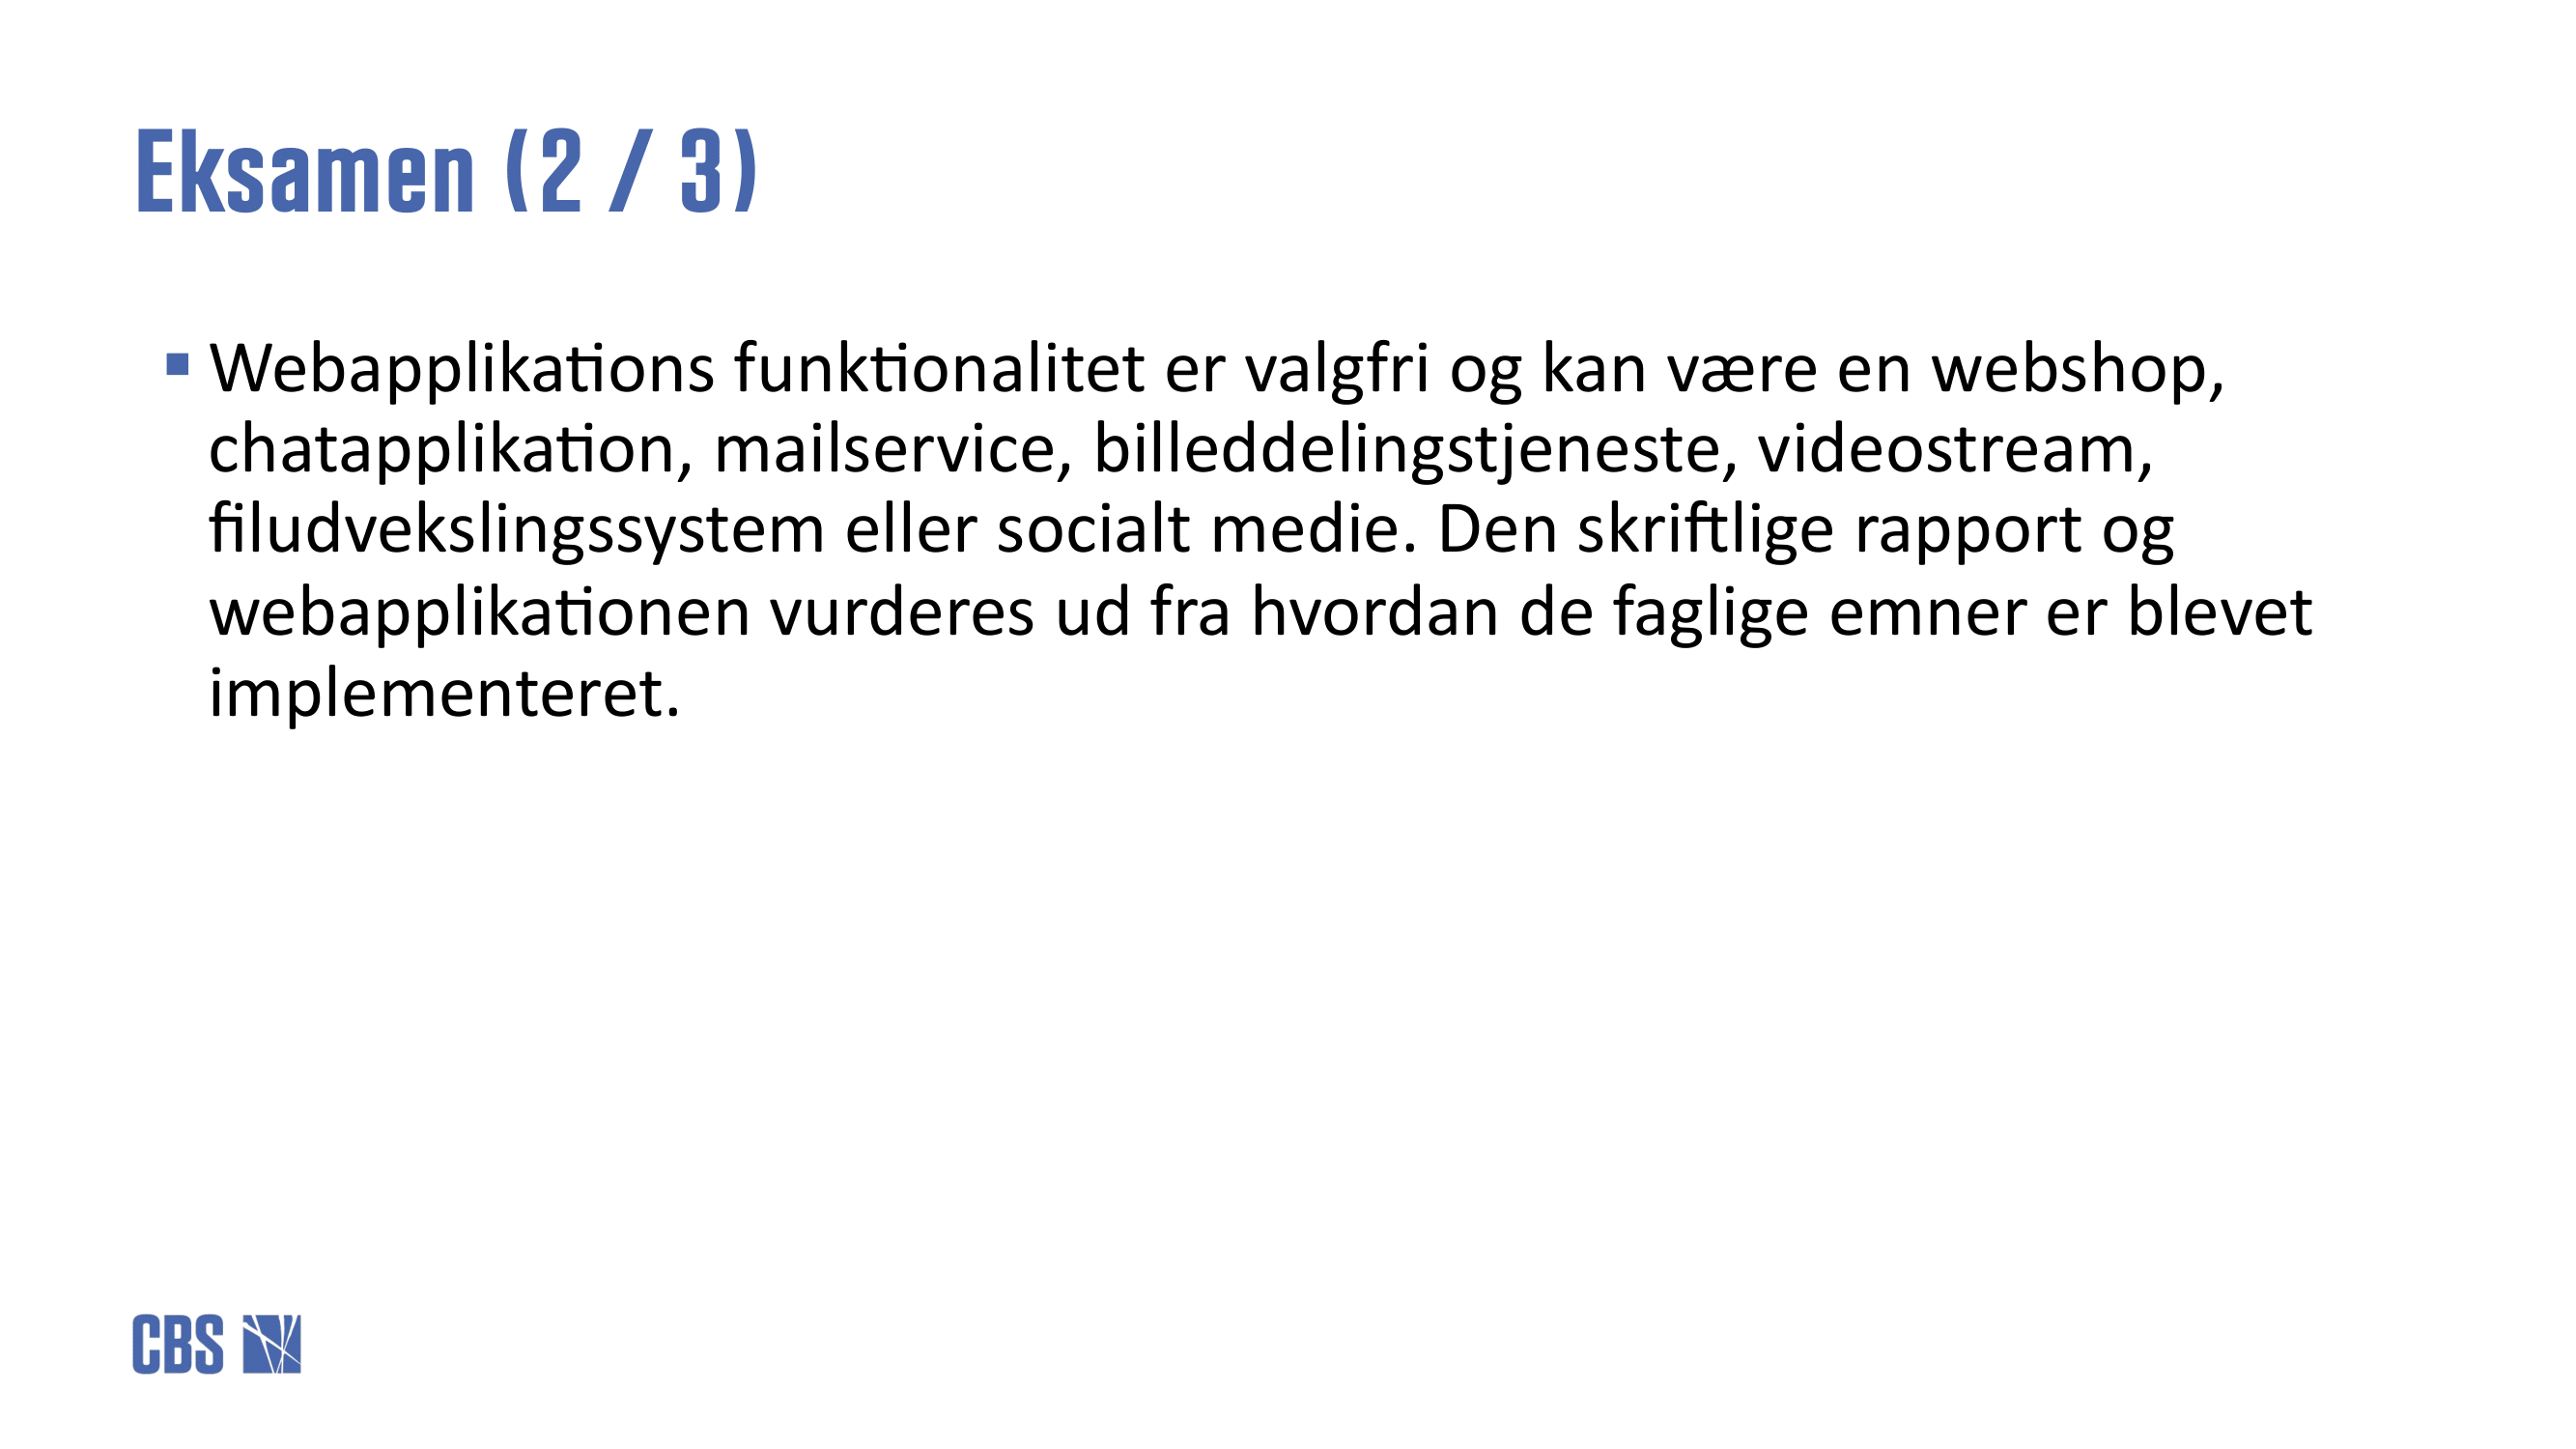 Eksamen (2 / 3)
▪ Webapplikations funktionalitet er valgfri og kan være en webshop,
chatapplikation, mailservice, billeddelingstjeneste, videostream,
filudvekslingssystem eller socialt medie. Den skriftlige rapport og
webapplikationen vurderes ud fra hvordan de faglige emner er blevet
implementeret.
CBS